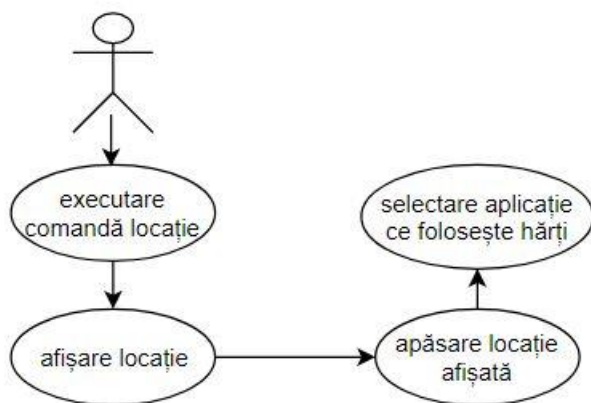 executare
comandă locație
afișare locație
apăsare locație
afișată
selectare aplicație
ce folosește hărți